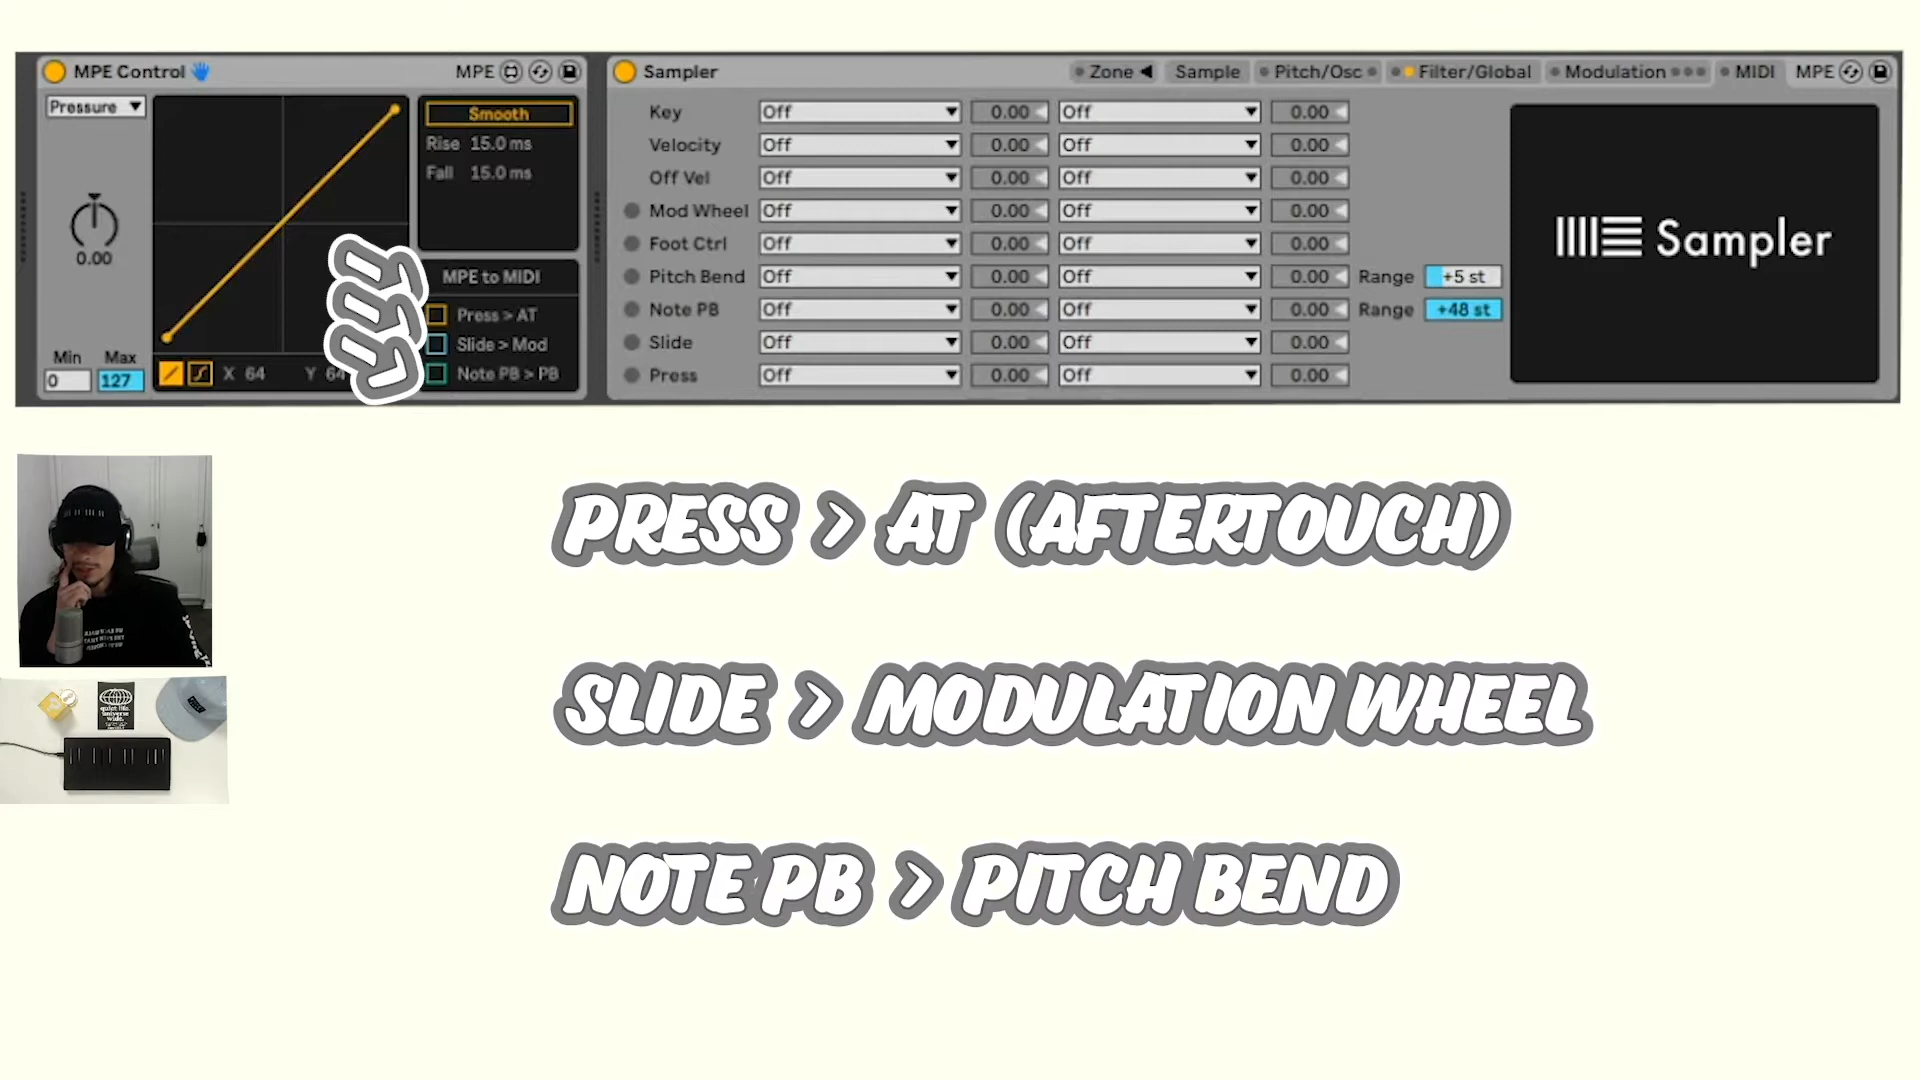 MPE Control MPE
Pressure
0.00
Min Max
0 127
X 64 Y 64
Smooth
Rise 15.0 ms
Fall 15.0 ms
MPE to MIDI
Press > AT
Slide > Mod
Note PB > PB
Sampler Zone Sample Pitch/Osc Filter/Global Modulation MIDI MPE
Key Off 0.00 Off 0.00
Velocity Off 0.00 Off 0.00
Off Vel Off 0.00 Off 0.00
Mod Wheel Off 0.00 Off 0.00
Foot Ctrl Off 0.00 Off 0.00
Pitch Bend Off 0.00 Off 0.00 Range +5 st
Note PB Off 0.00 Off 0.00 Range +48 st
Slide Off 0.00 Off 0.00
Press Off 0.00 Off 0.00
Sampler
PRESS > AT (AFTERTOUCH)
SLIDE > MODULATION WHEEL
NOTE PB > PITCH BEND
quiet life.
universe
wide.